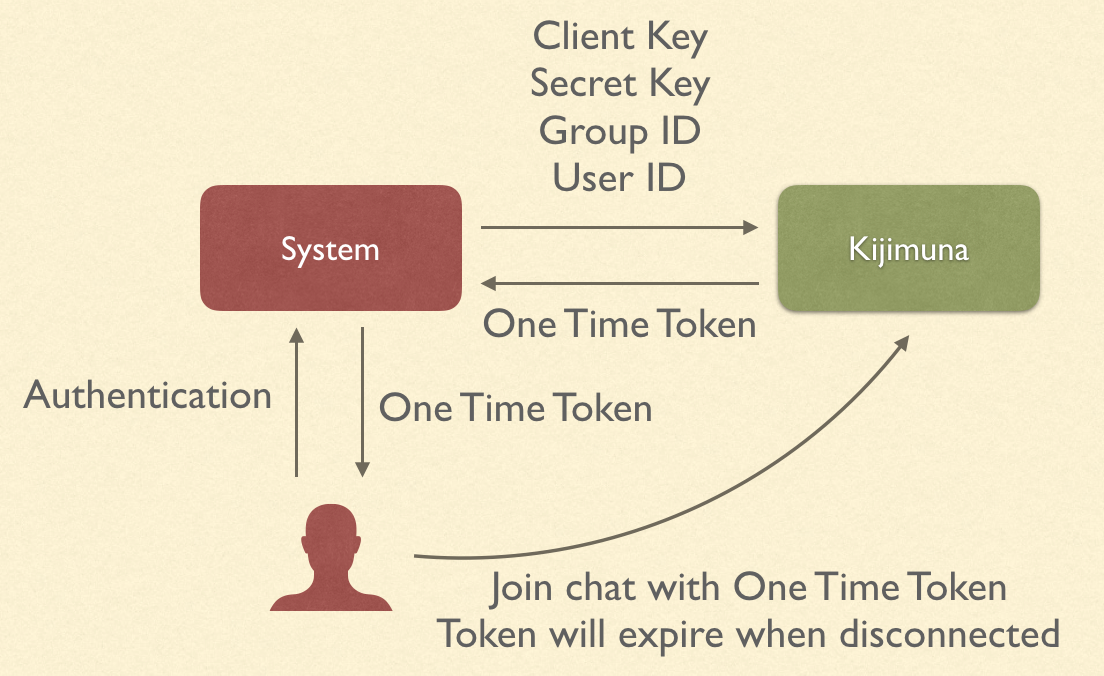 Client Key
Secret Key
Group ID
User ID
System
Kijimuna
One Time Token
Authentication
One Time Token
Join chat with One Time Token
Token will expire when disconnected